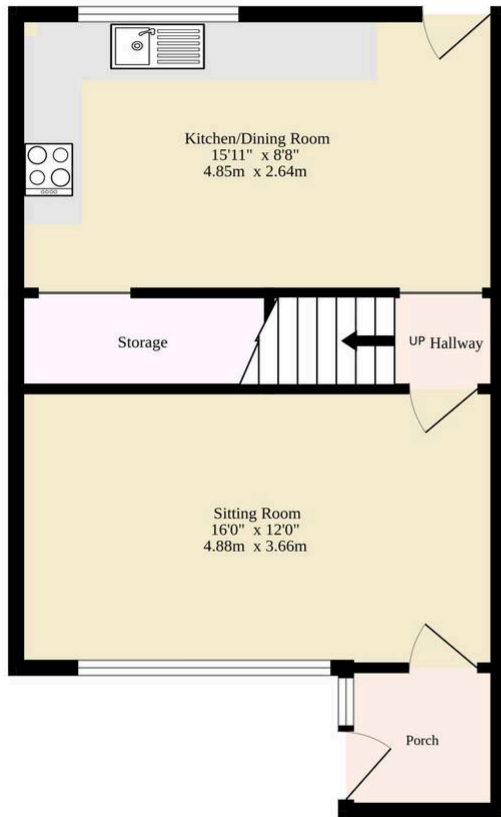 Kitchen/Dining Room
15'11" x 8'8"
4.85m x 2.64m
Storage
UP Hallway
Sitting Room
16'0" x 12'0"
4.88m x 3.66m
Porch